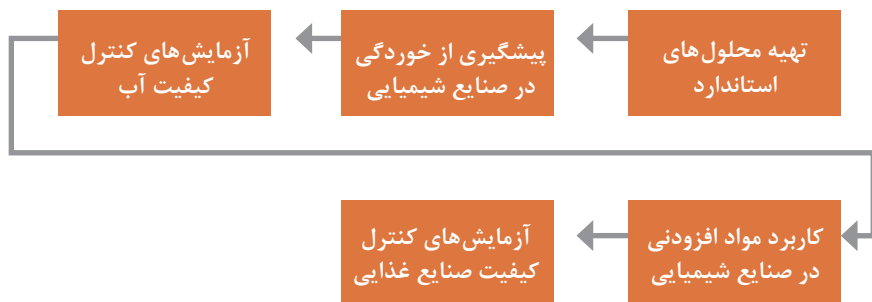 تهیه محلول‌های
استاندارد
پیشگیری از خوردگی
در صنایع شیمیایی
آزمایش‌های کنترل
کیفیت آب
کاربرد مواد افزودنی
در صنایع شیمیایی
آزمایش‌های کنترل
کیفیت صنایع غذایی